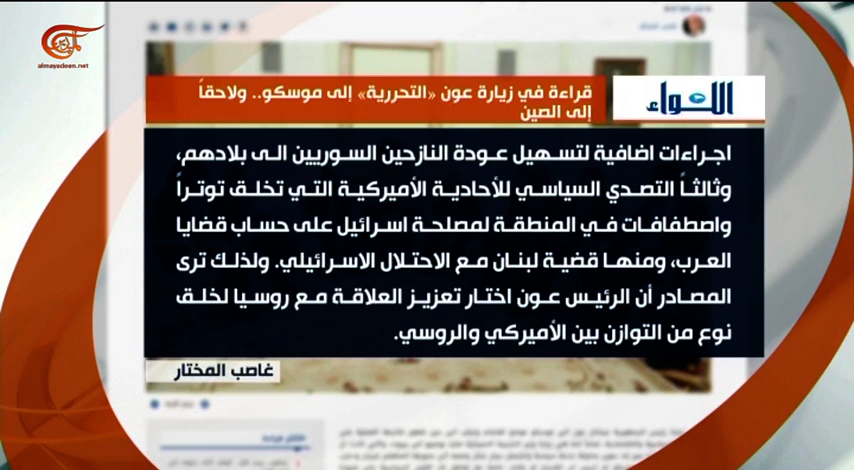 الميادين
almayadeen.net
اللواء
قراءة في زيارة عون «التحررية» إلى موسكو.. ولاحقاً
إلى الصين
اجراءات اضافية لتسهيل عودة النازحين السوريين الى بلادهم،
وثالثاً التصدي السياسي للأحادية الأميركية التي تخلق توتراً
واصطفافات في المنطقة لمصلحة اسرائيل على حساب قضايا
العرب، ومنها قضية لبنان مع الاحتلال الاسرائيلي. ولذلك ترى
المصادر أن الرئيس عون اختار تعزيز العلاقة مع روسيا لخلق
نوع من التوازن بين الأميركي والروسي.
غاصب المختار